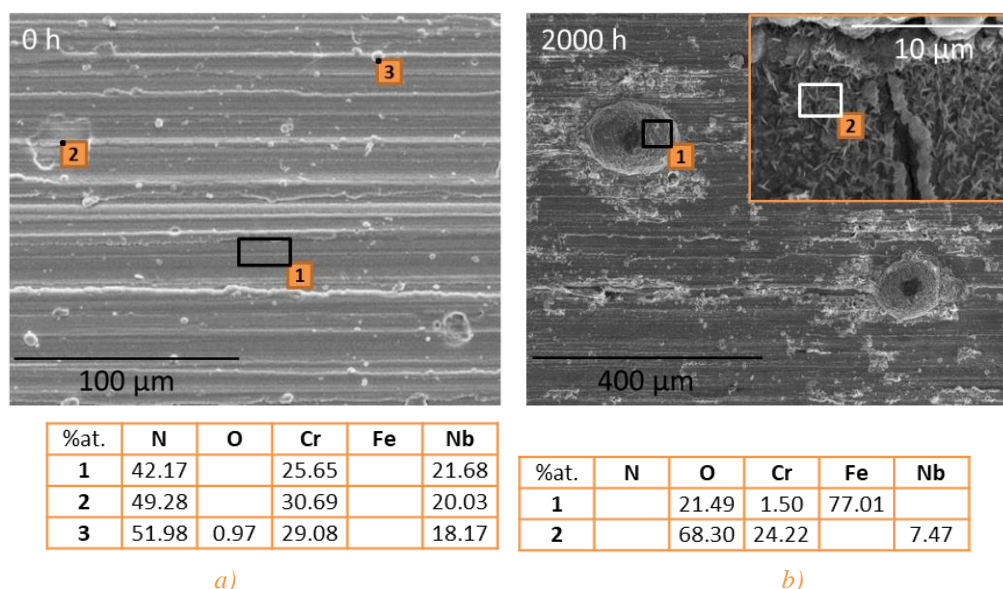 0 h
3
2
1
100 µm
2000 h
10 µm
2
1
400 µm
%at. N O Cr Fe Nb
1 42.17 25.65 21.68
2 49.28 30.69 20.03
3 51.98 0.97 29.08 18.17
%at. N O Cr Fe Nb
1 21.49 1.50 77.01
2 68.30 24.22 7.47
a)
b)